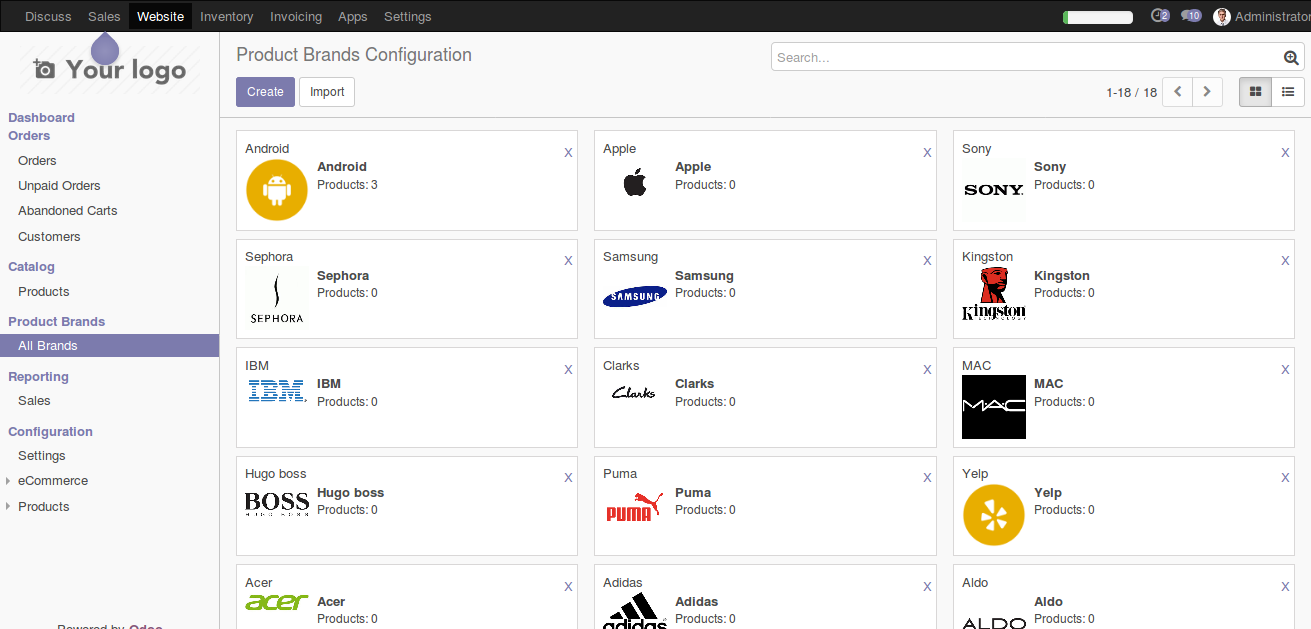 Discuss Sales Website Inventory Invoicing Apps Settings 2 10 Administrator
Your logo
Product Brands Configuration
Search...
Create Import
1-18 / 18
Dashboard
Orders
Orders
Unpaid Orders
Abandoned Carts
Customers
Catalog
Products
Product Brands
All Brands
Reporting
Sales
Configuration
Settings
eCommerce
Products
Powered by Odoo
Android X
Android
Products: 3
Apple X
Apple
Products: 0
Sony X
Sony
SONY
Products: 0
Sephora X
Sephora
Products: 0
SEPHORA
Samsung X
Samsung
Products: 0
SAMSUNG
Kingston X
Kingston
Products: 0
Kingston
TECHNOLOGY
IBM X
IBM
IBM
Products: 0
Clarks X
Clarks
Clarks
Products: 0
MAC X
MAC
Products: 0
MAC
Hugo boss X
Hugo boss
BOSS
HUGO BOSS
Products: 0
Puma X
Puma
Products: 0
PUMA
Yelp X
Yelp
Products: 0
Acer X
acer
Acer
Products: 0
Adidas X
Adidas
Products: 0
adidas
Aldo X
Aldo
Products: 0
ALDO